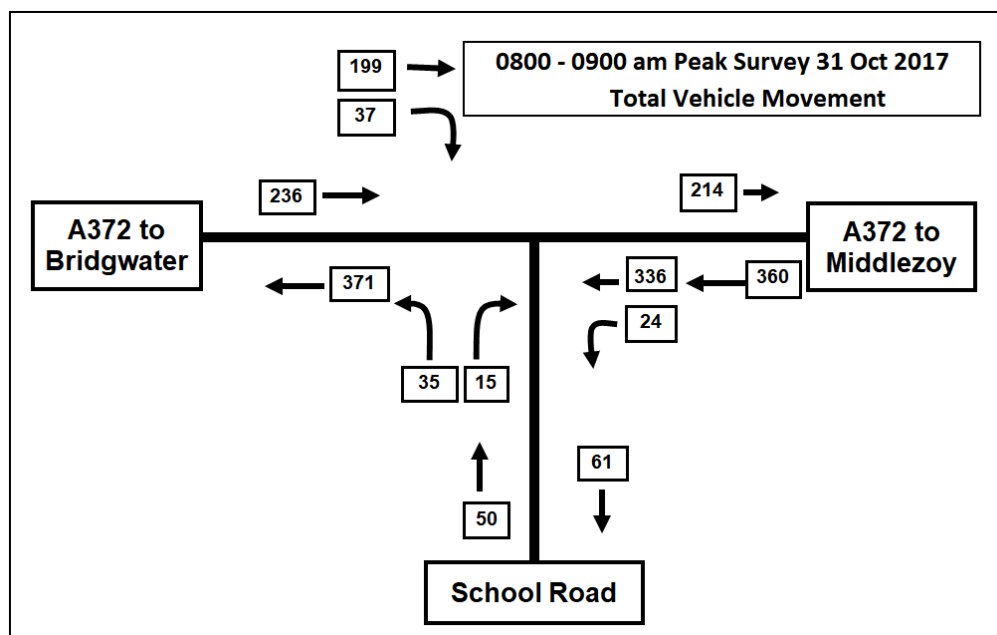 199
0800 - 0900 am Peak Survey 31 Oct 2017
Total Vehicle Movement
37
236
214
A372 to
Bridgwater
A372 to
Middlezoy
371
336
360
24
35
15
61
50
School Road